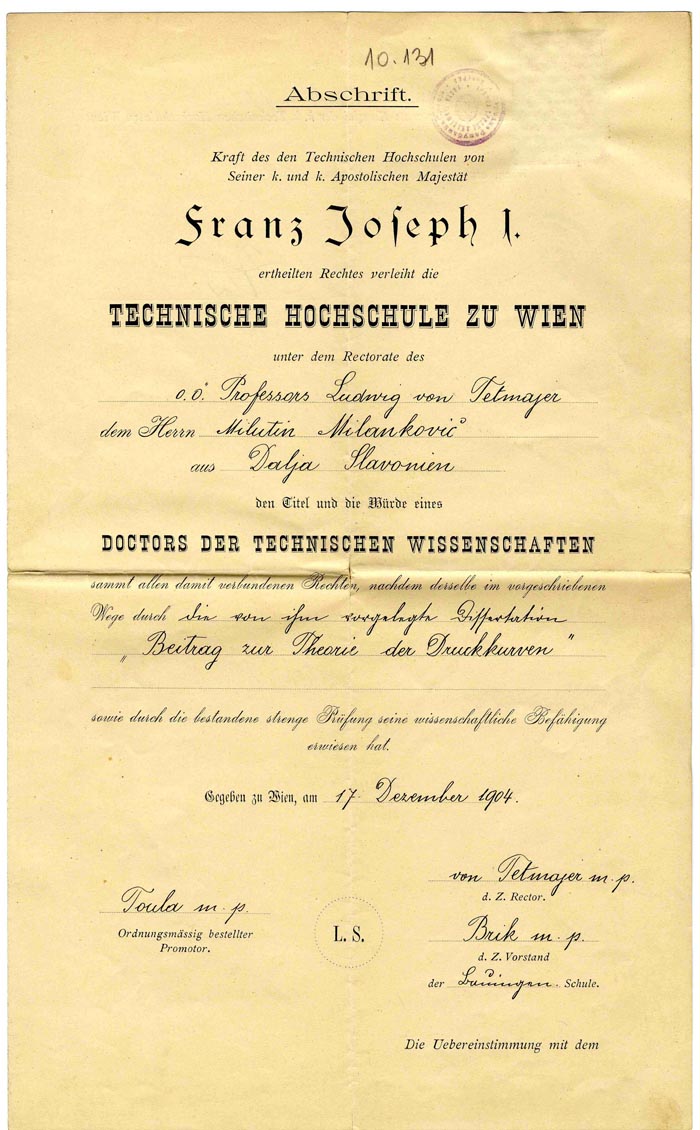 10.131
Abschrift.
Kraft des den Technischen Hochschulen von
Seiner k. und k. Apostolischen Majestät
Franz Joseph I.
ertheilten Rechtes verleiht die
TECHNISCHE HOCHSCHULE ZU WIEN
unter dem Rectorate des
o.ö. Professors Ludwig von Tetmajer
dem Herrn Milutin Milanković
aus Dalja Slavonien
den Titel und die Würde eines
DOCTORS DER TECHNISCHEN WISSENSCHAFTEN
sammt allen damit verbundenen Rechten, nachdem derselbe im vorgeschriebenen
Wege durch die von ihm vorgelegte Dissertation
„Beitrag zur Theorie der Druckkurven"
sowie durch die bestandene strenge Prüfung seine wissenschaftliche Befähigung
erwiesen hat.
Gegeben zu Wien, am 17. Dezember 1904.
von Tetmajer m. p.
d. Z. Rector.
Toula m. p.
Ordnungsmässig bestellter
Promotor.
L. S.
Brik m. p.
d. Z. Vorstand
der Bauingen. Schule.
Die Uebereinstimmung mit dem